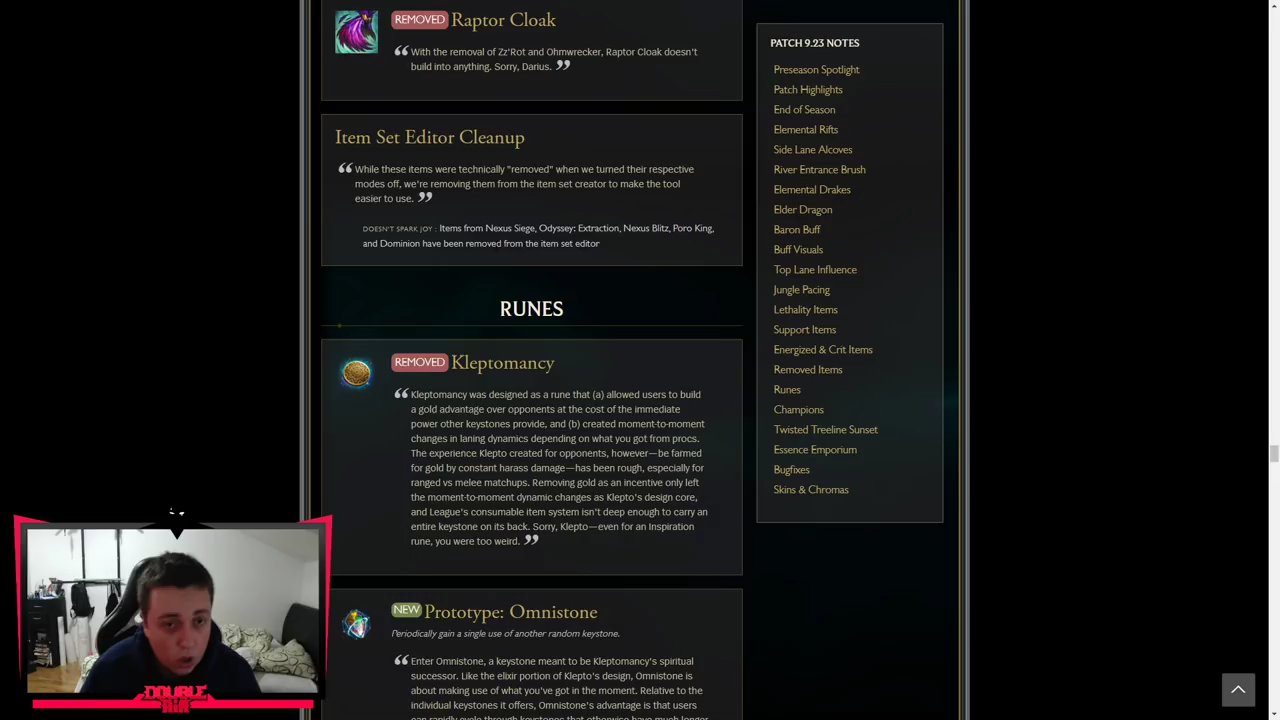 REMOVED Raptor Cloak
With the removal of Zz'Rot and Ohmwrecker, Raptor Cloak doesn't
build into anything. Sorry, Darius.
Item Set Editor Cleanup
While these items were technically "removed" when we turned their respective
modes off, we're removing them from the item set creator to make the tool
easier to use.
DOESN'T SPARK JOY : Items from Nexus Siege, Odyssey: Extraction, Nexus Blitz, Poro King,
and Dominion have been removed from the item set editor
RUNES
REMOVED Kleptomancy
Kleptomancy was designed as a rune that (a) allowed users to build
a gold advantage over opponents at the cost of the immediate
power other keystones provide, and (b) created moment-to-moment
changes in laning dynamics depending on what you got from procs.
The experience Klepto created for opponents, however—be farmed
for gold by constant harass damage—has been rough, especially for
ranged vs melee matchups. Removing gold as an incentive only left
the moment-to-moment dynamic changes as Klepto's design core,
and League's consumable item system isn't deep enough to carry an
entire keystone on its back. Sorry, Klepto—even for an Inspiration
rune, you were too weird.
NEW Prototype: Omnistone
Periodically gain a single use of another random keystone.
Enter Omnistone, a keystone meant to be Kleptomancy's spiritual
successor. Like the elixir portion of Klepto's design, Omnistone
is about making use of what you've got in the moment. Relative to the
individual keystones it offers, Omnistone's advantage is that users
can rapidly cycle through keystones that otherwise have much longer
PATCH 9.23 NOTES
Preseason Spotlight
Patch Highlights
End of Season
Elemental Rifts
Side Lane Alcoves
River Entrance Brush
Elemental Drakes
Elder Dragon
Baron Buff
Buff Visuals
Top Lane Influence
Jungle Pacing
Lethality Items
Support Items
Energized & Crit Items
Removed Items
Runes
Champions
Twisted Treeline Sunset
Essence Emporium
Bugfixes
Skins & Chromas
DOUBLE